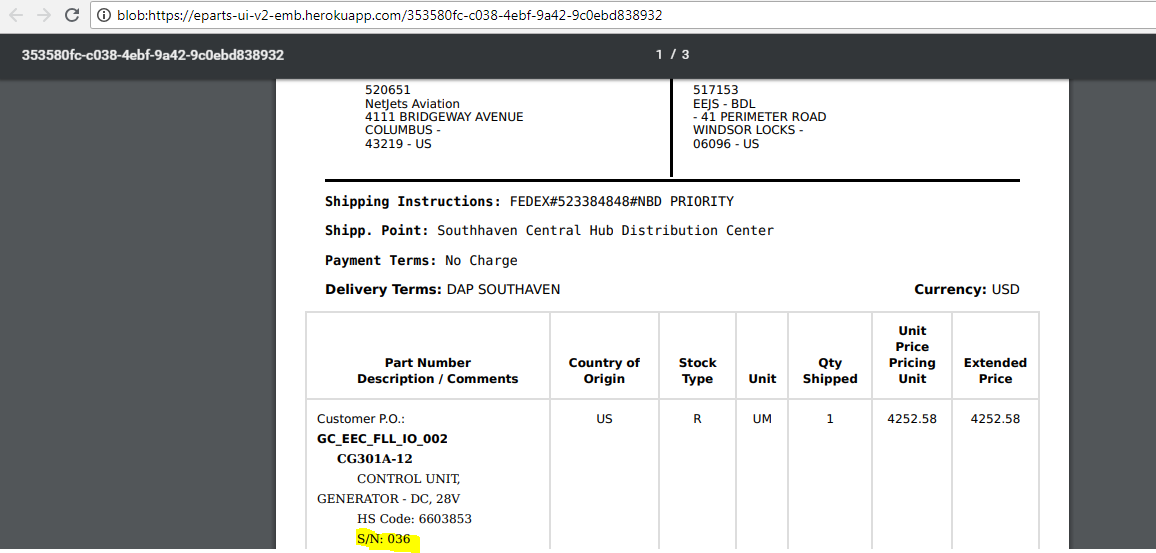 blob:https://eparts-ui-v2-emb.herokuapp.com/353580fc-c038-4ebf-9a42-9c0ebd838932
353580fc-c038-4ebf-9a42-9c0ebd838932
1 / 3
520651
NetJets Aviation
4111 BRIDGEWAY AVENUE
COLUMBUS -
43219 - US
517153
EEJS - BDL
- 41 PERIMETER ROAD
WINDSOR LOCKS -
06096 - US
Shipping Instructions: FEDEX#523384848#NBD PRIORITY
Shipp. Point: Southhaven Central Hub Distribution Center
Payment Terms: No Charge
Delivery Terms: DAP SOUTHAVEN
Currency: USD
Part Number
Description / Comments
Country of
Origin
Stock
Type
Unit
Qty
Shipped
Unit
Price
Pricing
Unit
Extended
Price
Customer P.O.:
GC_EEC_FLL_IO_002
CG301A-12
CONTROL UNIT,
GENERATOR - DC, 28V
HS Code: 6603853
S/N: 036
US
R
UM
1
4252.58
4252.58